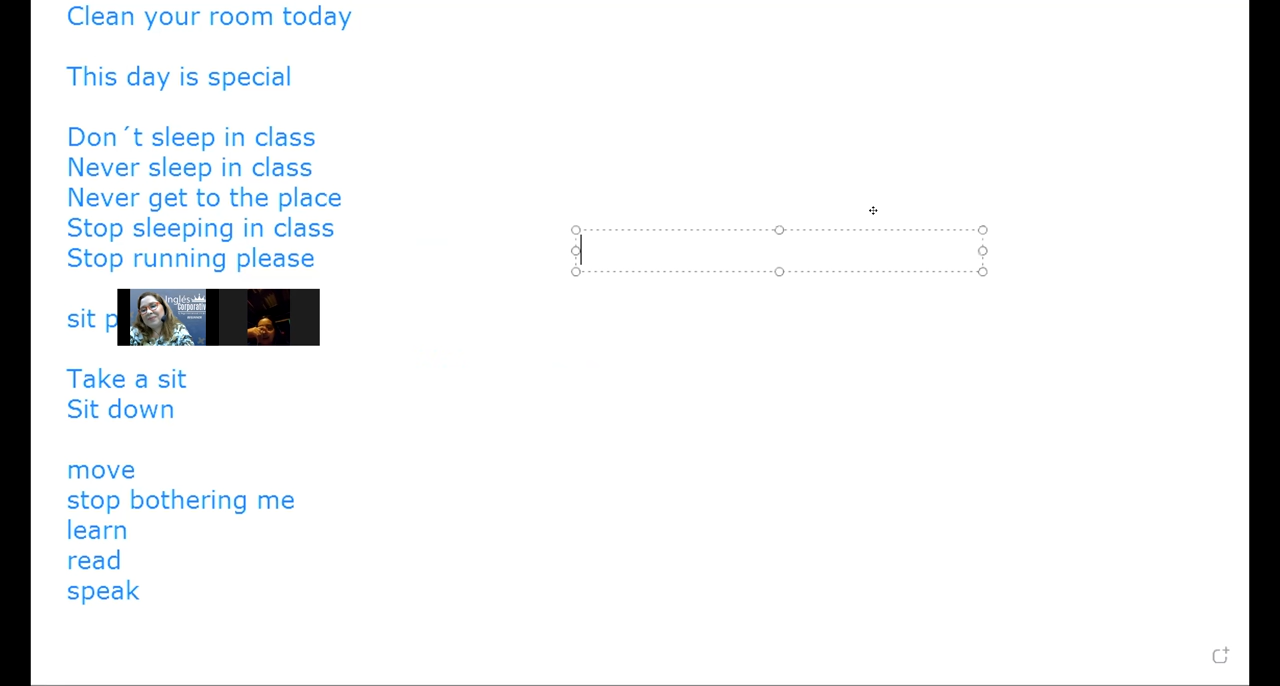 Clean your room today
This day is special
Don´t sleep in class
Never sleep in class
Never get to the place
Stop sleeping in class
Stop running please
sit
Inglés
Corporativo
Take a sit
Sit down
move
stop bothering me
learn
read
speak